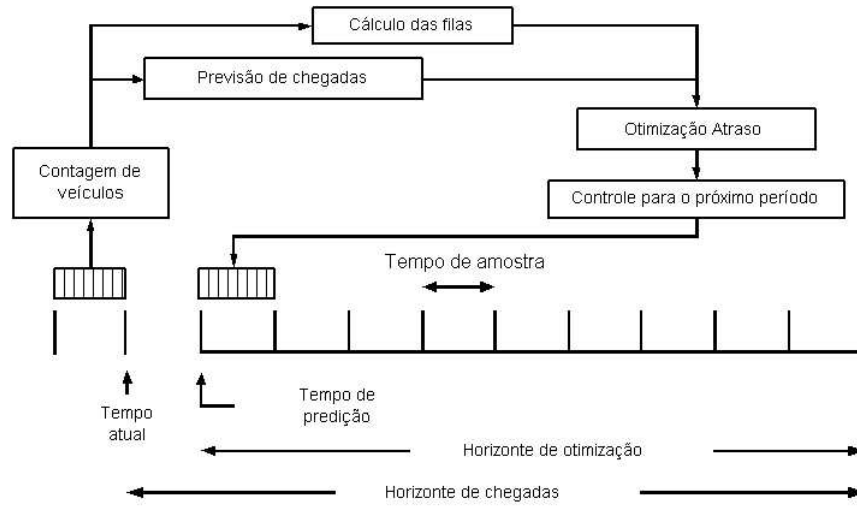 Cálculo das filas
Previsão de chegadas
Otimização Atraso
Contagem de
veículos
Controle para o próximo período
Tempo de amostra
Tempo
atual
Tempo de
predição
Horizonte de otimização
Horizonte de chegadas